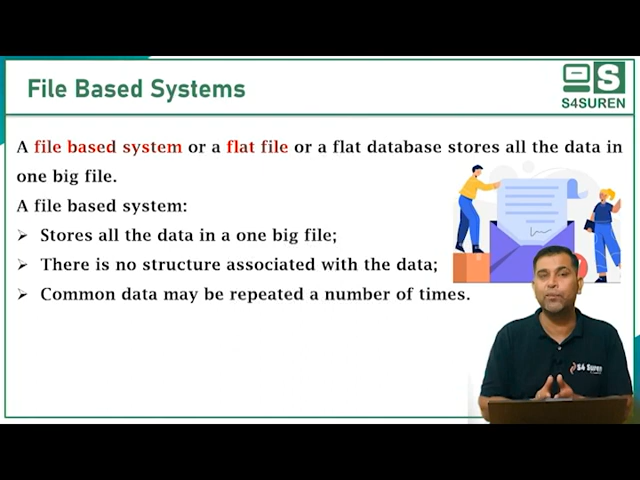 File Based Systems
S4SUREN
A file based system or a flat file or a flat database stores all the data in
one big file.
A file based system:
➢ Stores all the data in a one big file;
➢ There is no structure associated with the data;
➢ Common data may be repeated a number of times.
S4 Suren